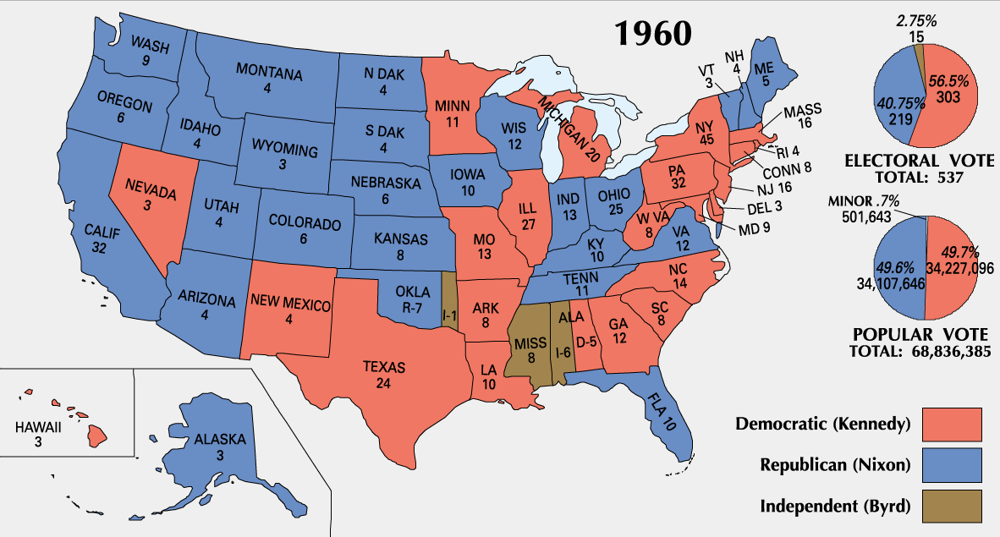 1960
WASH
9
OREGON
6
CALIF
32
NEVADA
3
IDAHO
4
MONTANA
4
WYOMING
3
UTAH
4
ARIZONA
4
COLORADO
6
NEW MEXICO
4
N DAK
4
S DAK
4
NEBRASKA
6
KANSAS
8
OKLA
R-7
I-1
TEXAS
24
MINN
11
IOWA
10
MO
13
ARK
8
LA
10
WIS
12
ILL
27
MICHIGAN 20
IND
13
OHIO
25
KY
10
TENN
11
MISS
8
ALA
I-6
D-5
GA
12
FLA 10
SC
8
NC
14
VA
12
W VA
8
PA
32
NY
45
VT
3
NH
4
ME
5
MASS
16
RI 4
CONN 8
NJ 16
DEL 3
MD 9
HAWAII
3
ALASKA
3
2.75%
15
56.5%
303
40.75%
219
ELECTORAL VOTE
TOTAL: 537
MINOR .7%
501,643
49.7%
34,227,096
49.6%
34,107,646
POPULAR VOTE
TOTAL: 68,836,385
Democratic (Kennedy)
Republican (Nixon)
Independent (Byrd)